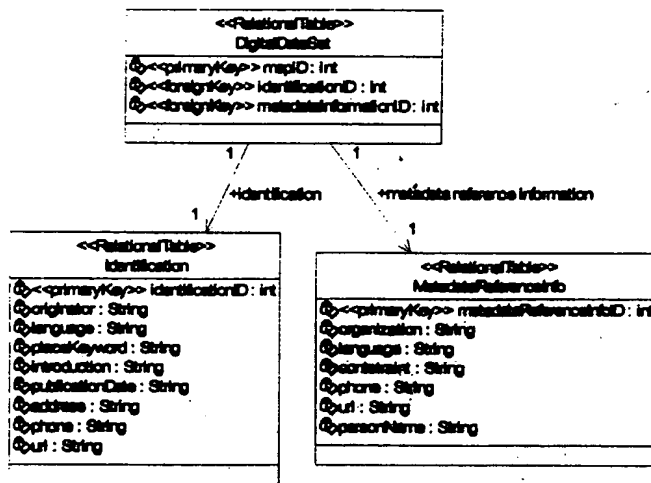 <<RelationalTable>>
DigitalDataSet
<<primaryKey>> mapID : int
<<foreignKey>> identificationID : int
<<foreignKey>> metadataInformationID : int
1
1
+identification
+metadata reference information
1
1
<<RelationalTable>>
Identification
<<primaryKey>> identificationID : int
originator : String
language : String
placeKeyword : String
introduction : String
publicationDate : String
address : String
phone : String
url : String
<<RelationalTable>>
MetadataReferenceInfo
<<primaryKey>> metadataReferenceInfoID : int
organization : String
language : String
constraint : String
phone : String
url : String
personName : String